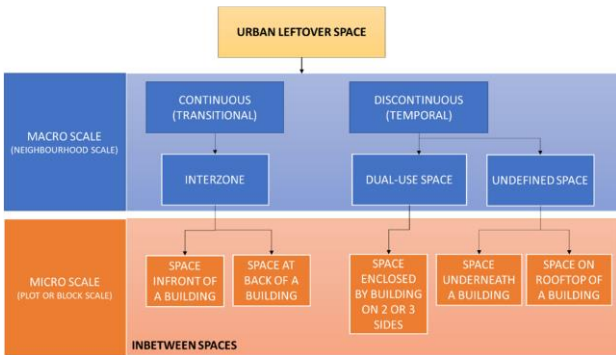 URBAN LEFTOVER SPACE
MACRO SCALE
(NEIGHBOURHOOD SCALE)
CONTINUOUS
(TRANSITIONAL)
DISCONTINUOUS
(TEMPORAL)
INTERZONE
DUAL-USE SPACE
UNDEFINED SPACE
MICRO SCALE
(PLOT OR BLOCK SCALE)
SPACE
INFRONT OF
A BUILDING
SPACE AT
BACK OF A
BUILDING
SPACE
ENCLOSED
BY BUILDING
ON 2 OR 3
SIDES
SPACE
UNDERNEATH
A BUILDING
SPACE ON
ROOFTOP OF
A BUILDING
INBETWEEN SPACES